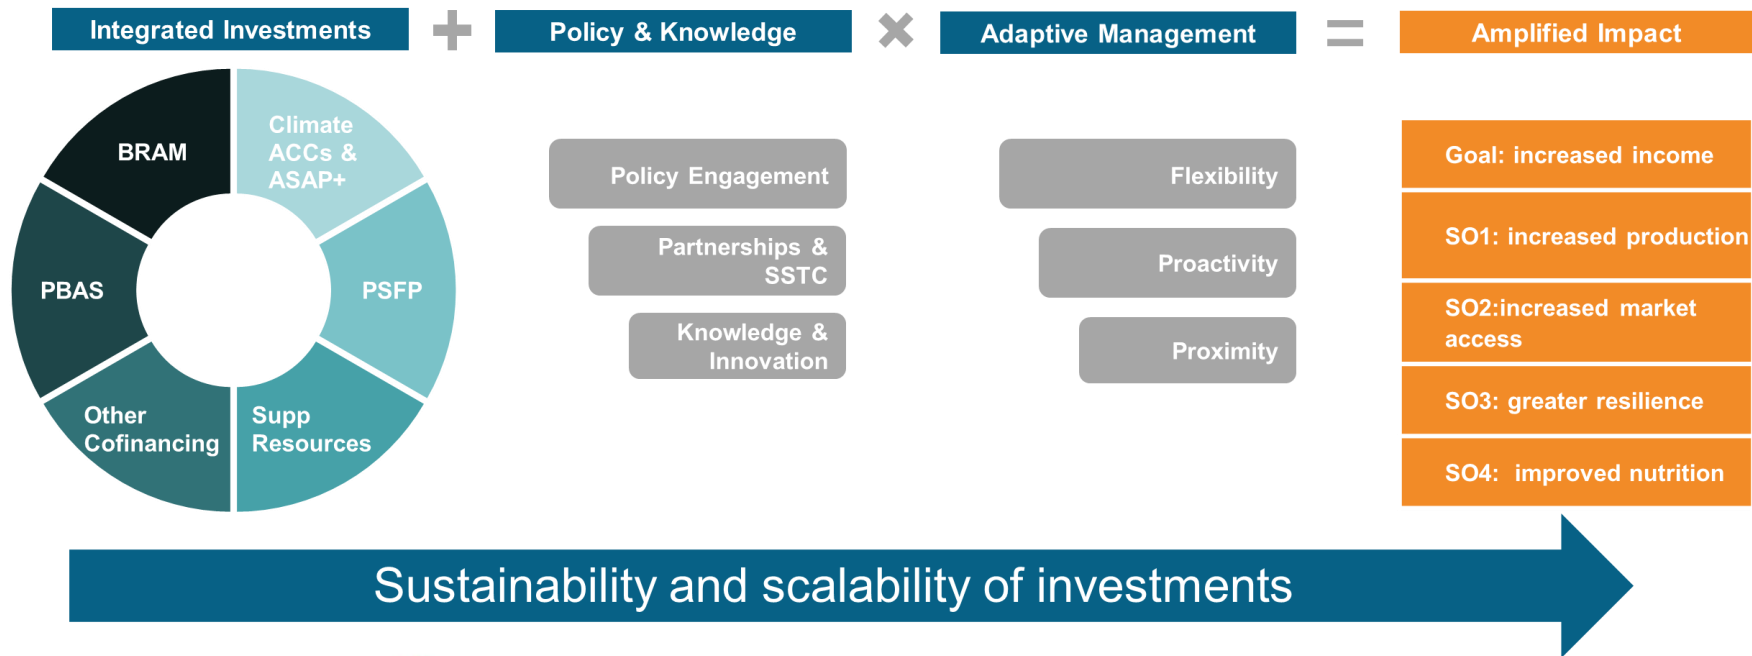 Integrated Investments + Policy & Knowledge × Adaptive Management = Amplified Impact
BRAM
Climate
ACCs &
ASAP+
PBAS
PSFP
Other
Cofinancing
Supp
Resources
Policy Engagement
Partnerships &
SSTC
Knowledge &
Innovation
Flexibility
Proactivity
Proximity
Goal: increased income
SO1: increased production
SO2:increased market
access
SO3: greater resilience
SO4: improved nutrition
Sustainability and scalability of investments